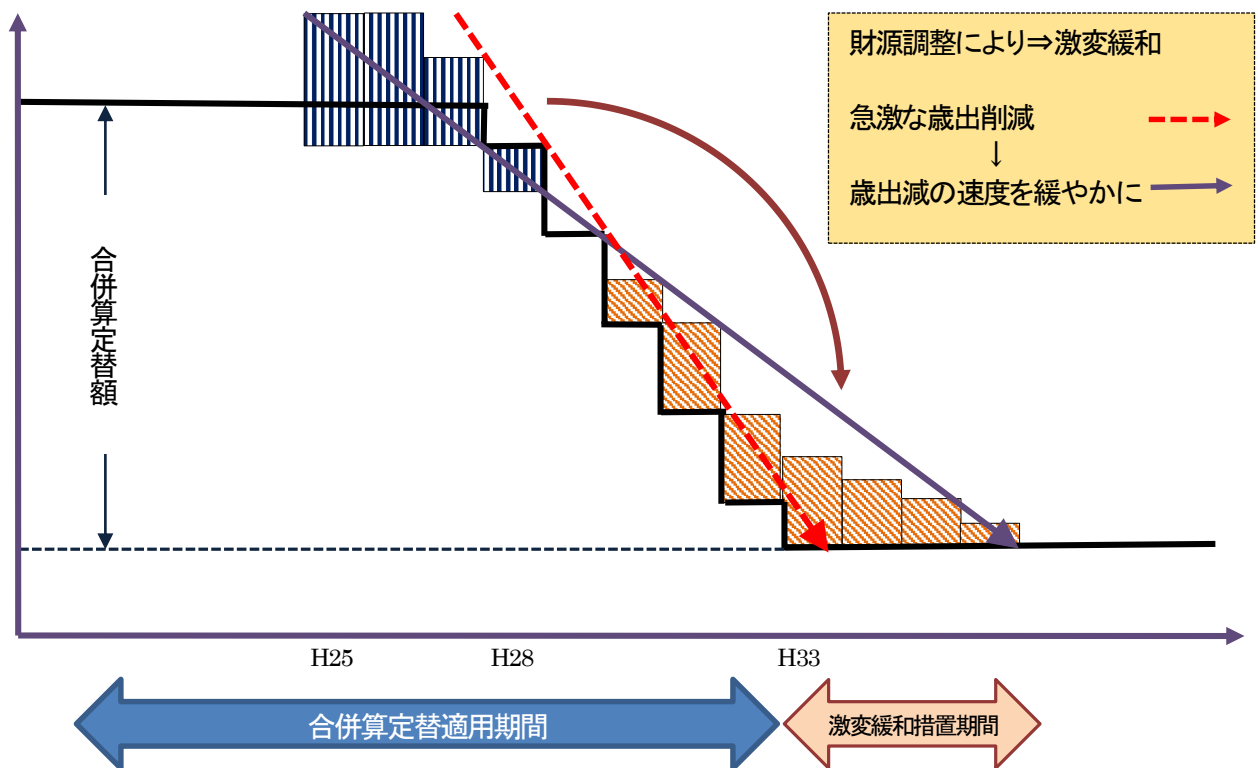 財源調整により⇒激変緩和
急激な歳出削減
↓
歳出減の速度を緩やかに
合併算定替額
H25
H28
H33
合併算定替適用期間
激変緩和措置期間